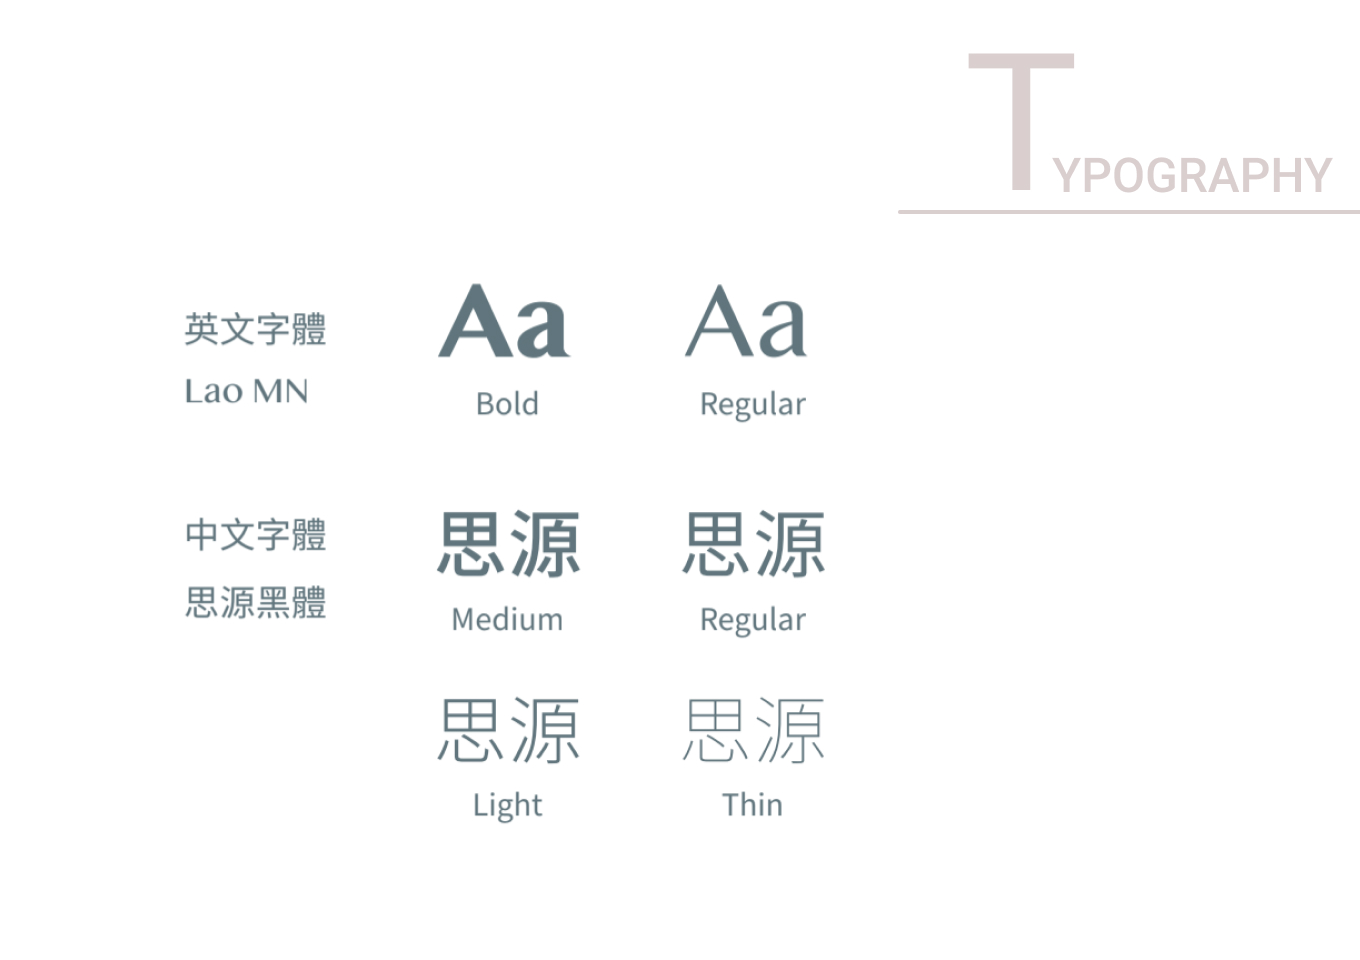 TYPOGRAPHY
英文字體
Lao MN
Aa
Bold
Aa
Regular
中文字體
思源黑體
思源
Medium
思源
Regular
思源
Light
思源
Thin